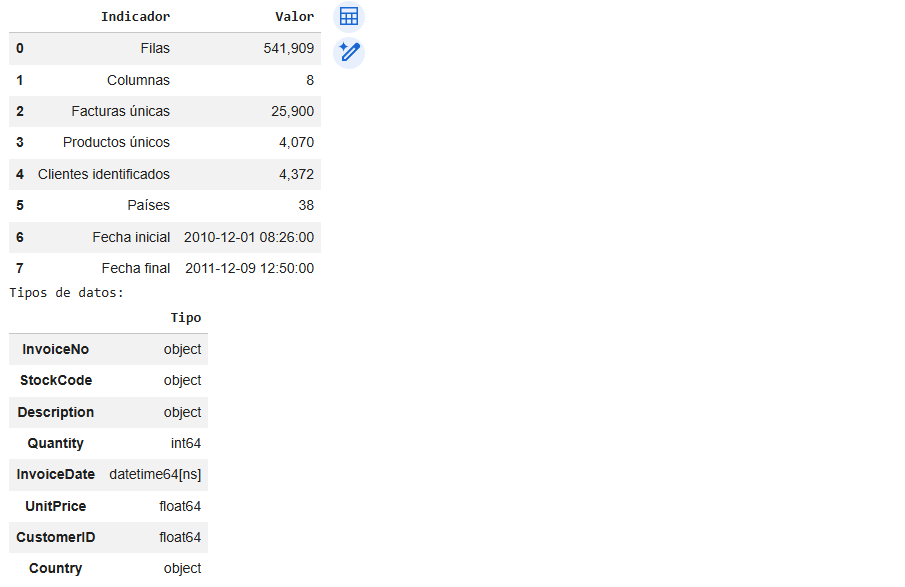 Indicador Valor
0 Filas 541,909
1 Columnas 8
2 Facturas únicas 25,900
3 Productos únicos 4,070
4 Clientes identificados 4,372
5 Países 38
6 Fecha inicial 2010-12-01 08:26:00
7 Fecha final 2011-12-09 12:50:00
Tipos de datos:
Tipo
InvoiceNo object
StockCode object
Description object
Quantity int64
InvoiceDate datetime64[ns]
UnitPrice float64
CustomerID float64
Country object